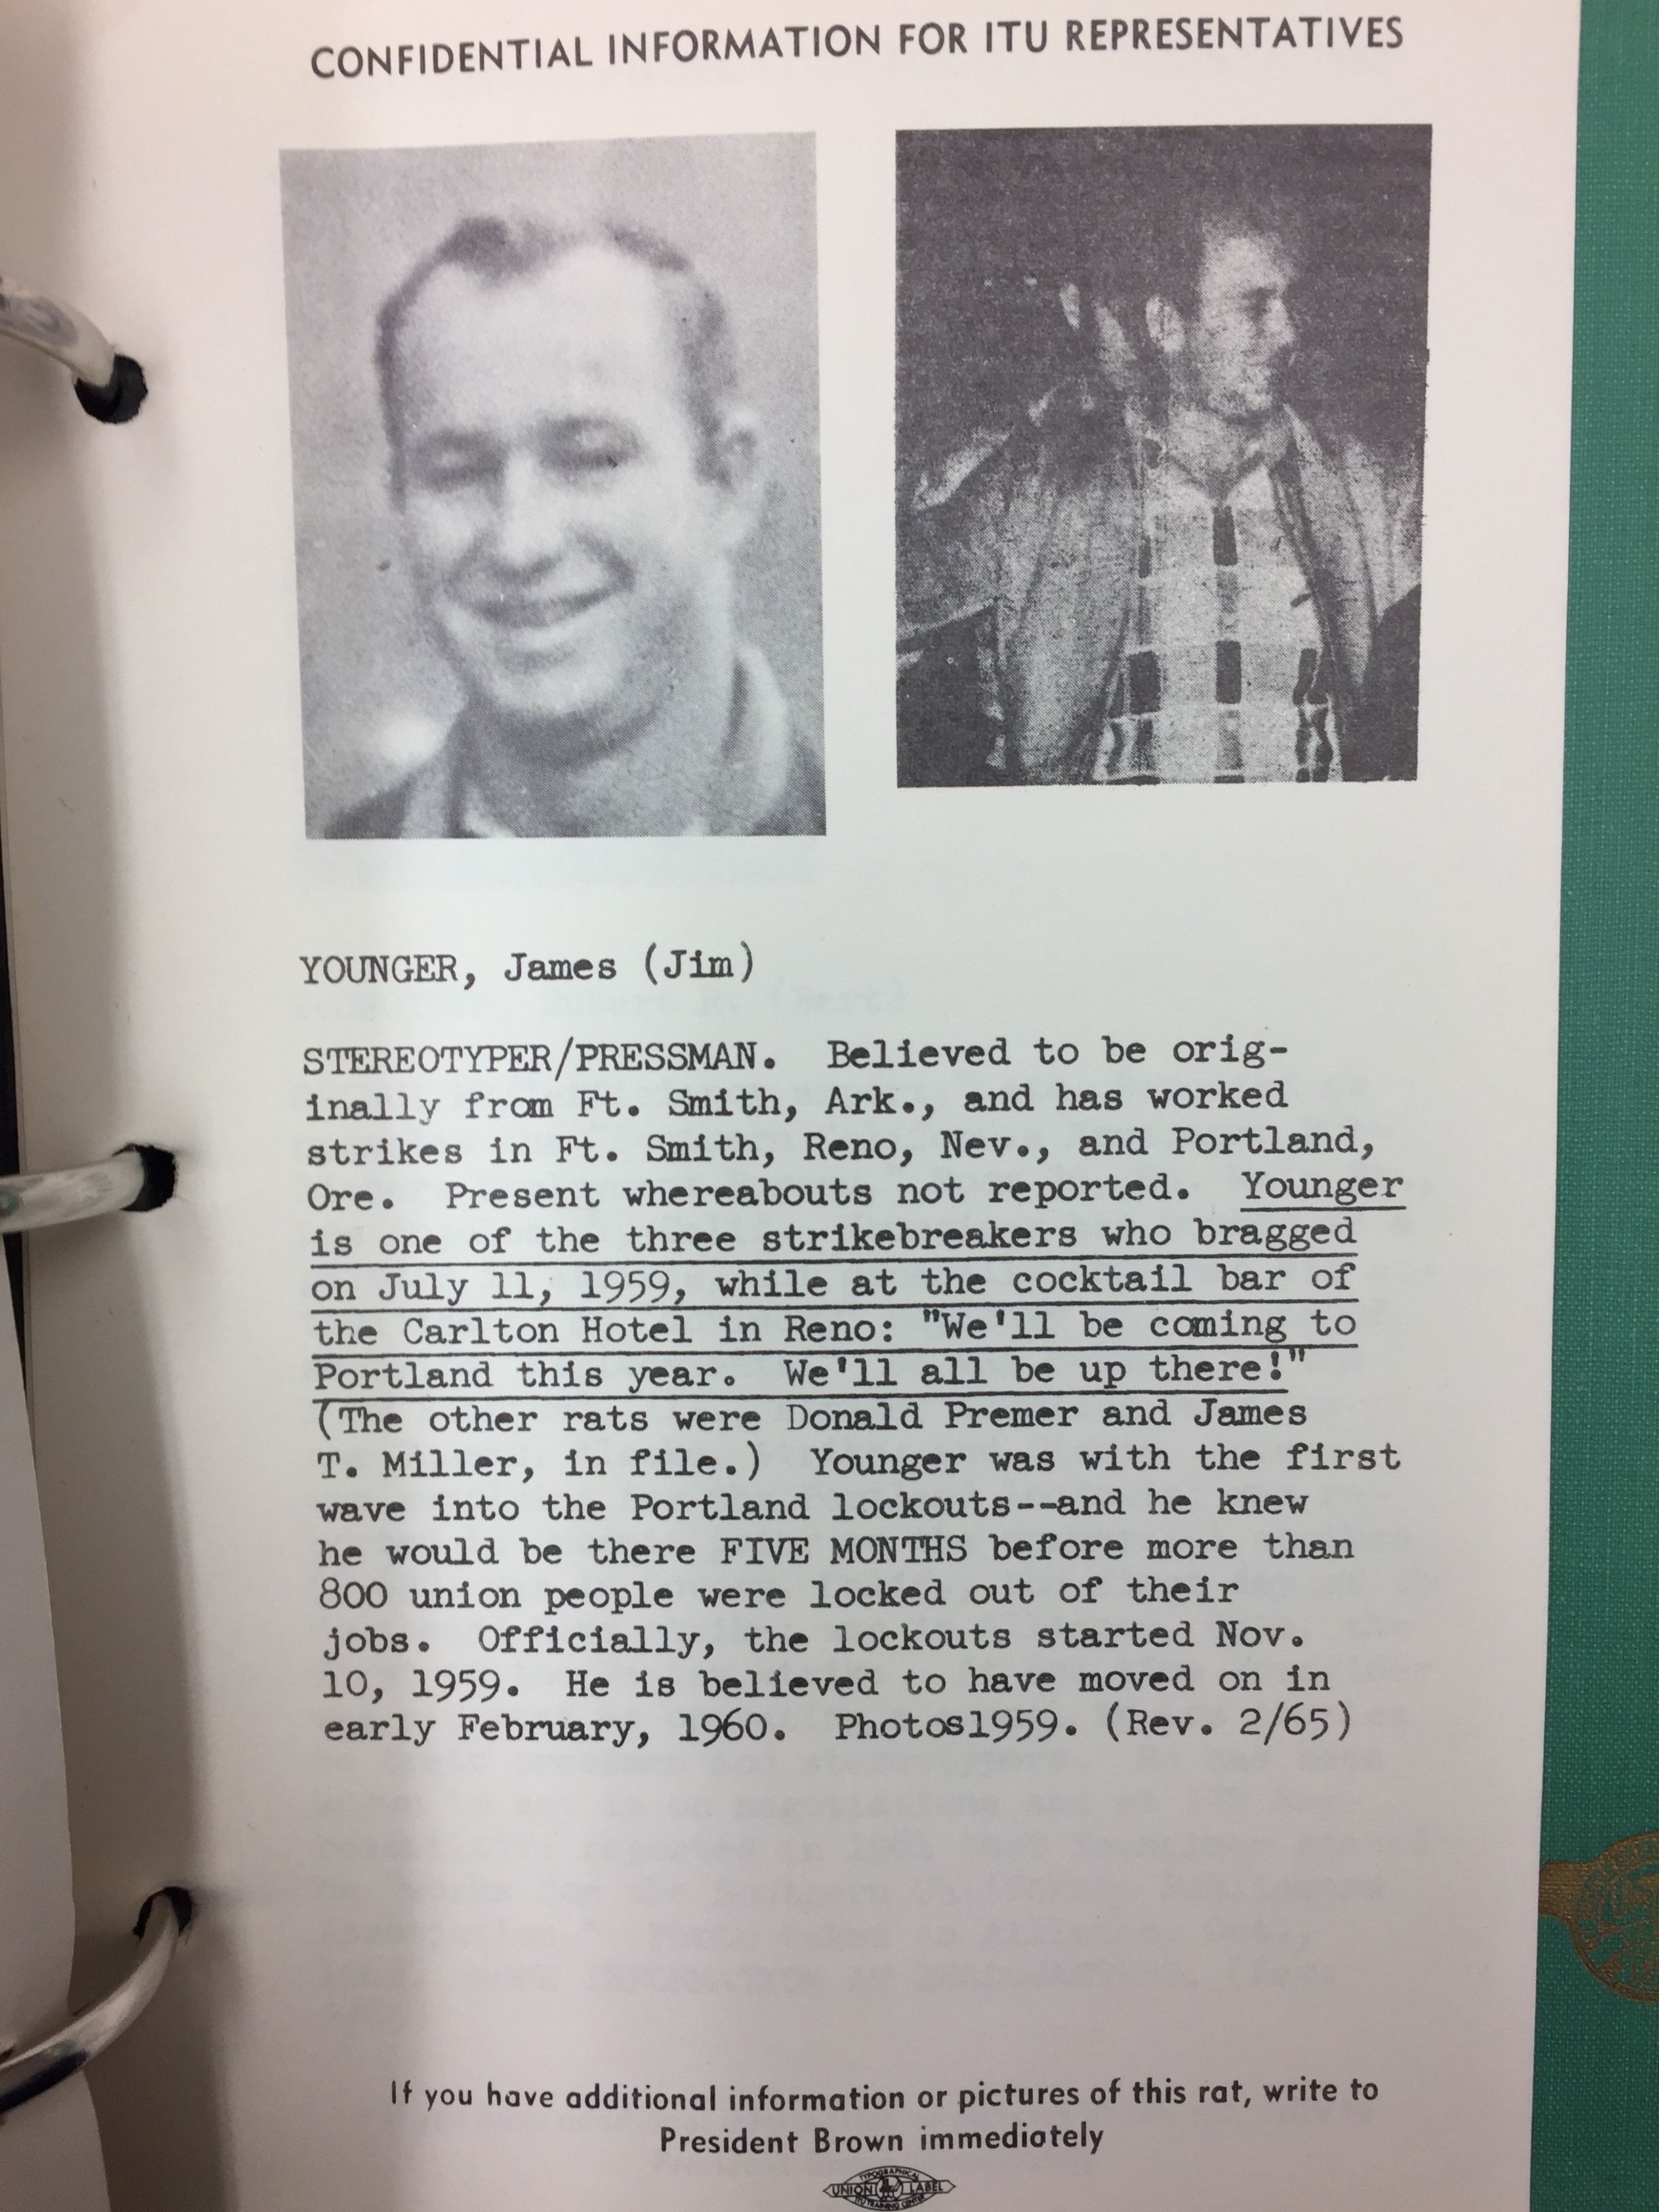 CONFIDENTIAL INFORMATION FOR ITU REPRESENTATIVES
YOUNGER, James (Jim)
STEREOTYPER/PRESSMAN. Believed to be orig-
inally from Ft. Smith, Ark., and has worked
strikes in Ft. Smith, Reno, Nev., and Portland,
Ore. Present whereabouts not reported. Younger
is one of the three strikebreakers who bragged
on July 11, 1959, while at the cocktail bar of
the Carlton Hotel in Reno: "We'll be coming to
Portland this year. We'll all be up there!"
(The other rats were Donald Premer and James
T. Miller, in file.) Younger was with the first
wave into the Portland lockouts--and he knew
he would be there FIVE MONTHS before more than
800 union people were locked out of their
jobs. Officially, the lockouts started Nov.
10, 1959. He is believed to have moved on in
early February, 1960. Photos1959. (Rev. 2/65)
If you have additional information or pictures of this rat, write to
President Brown immediately
TYPOGRAPHICAL
UNION LABEL
ITU TRAINING CENTER